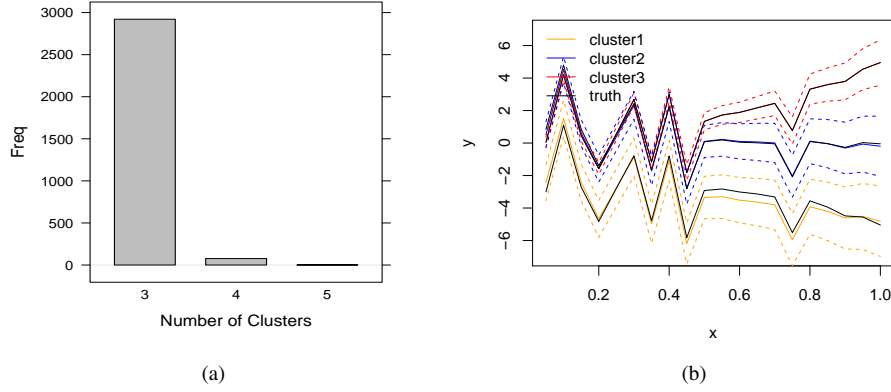 3000
2500
2000
1500
1000
500
0
Freq
3
4
5
Number of Clusters
(a)
6
4
2
0
−2
−4
−6
y
cluster1
cluster2
cluster3
truth
0.2
0.4
0.6
0.8
1.0
x
(b)